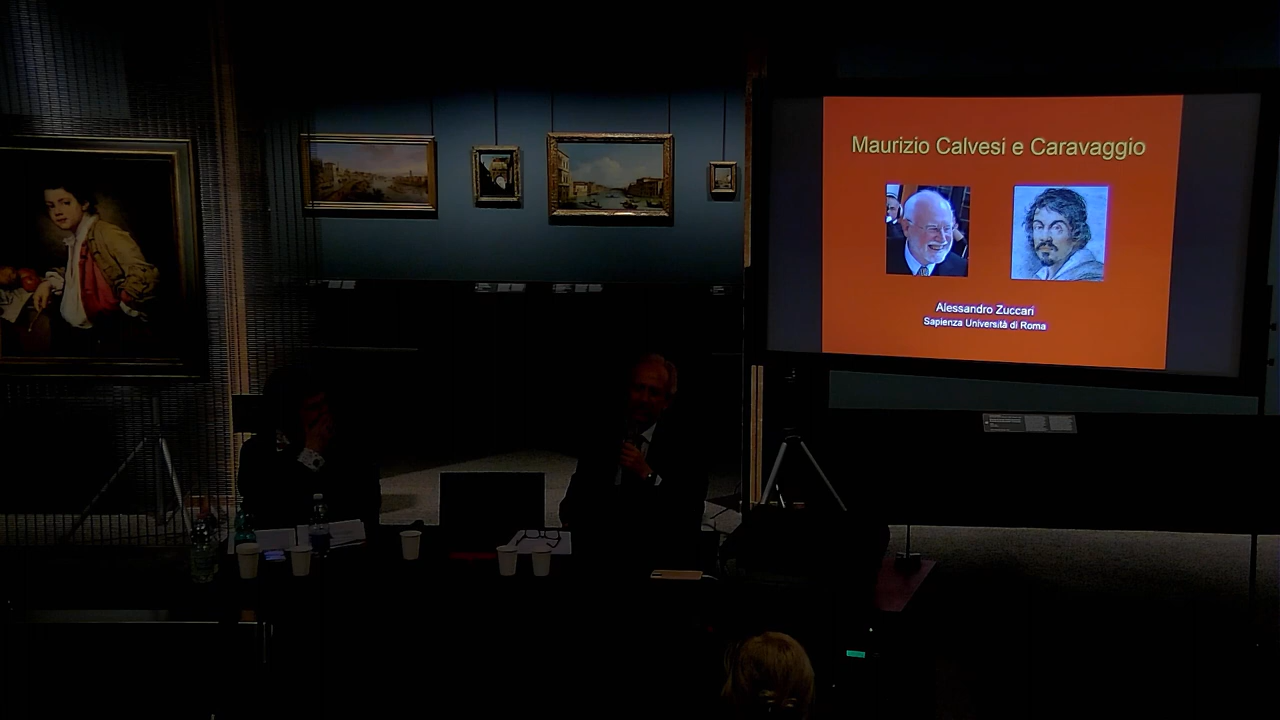 Maurizio Calvesi e Caravaggio
Alessandro Zuccari
Sapienza Università di Roma